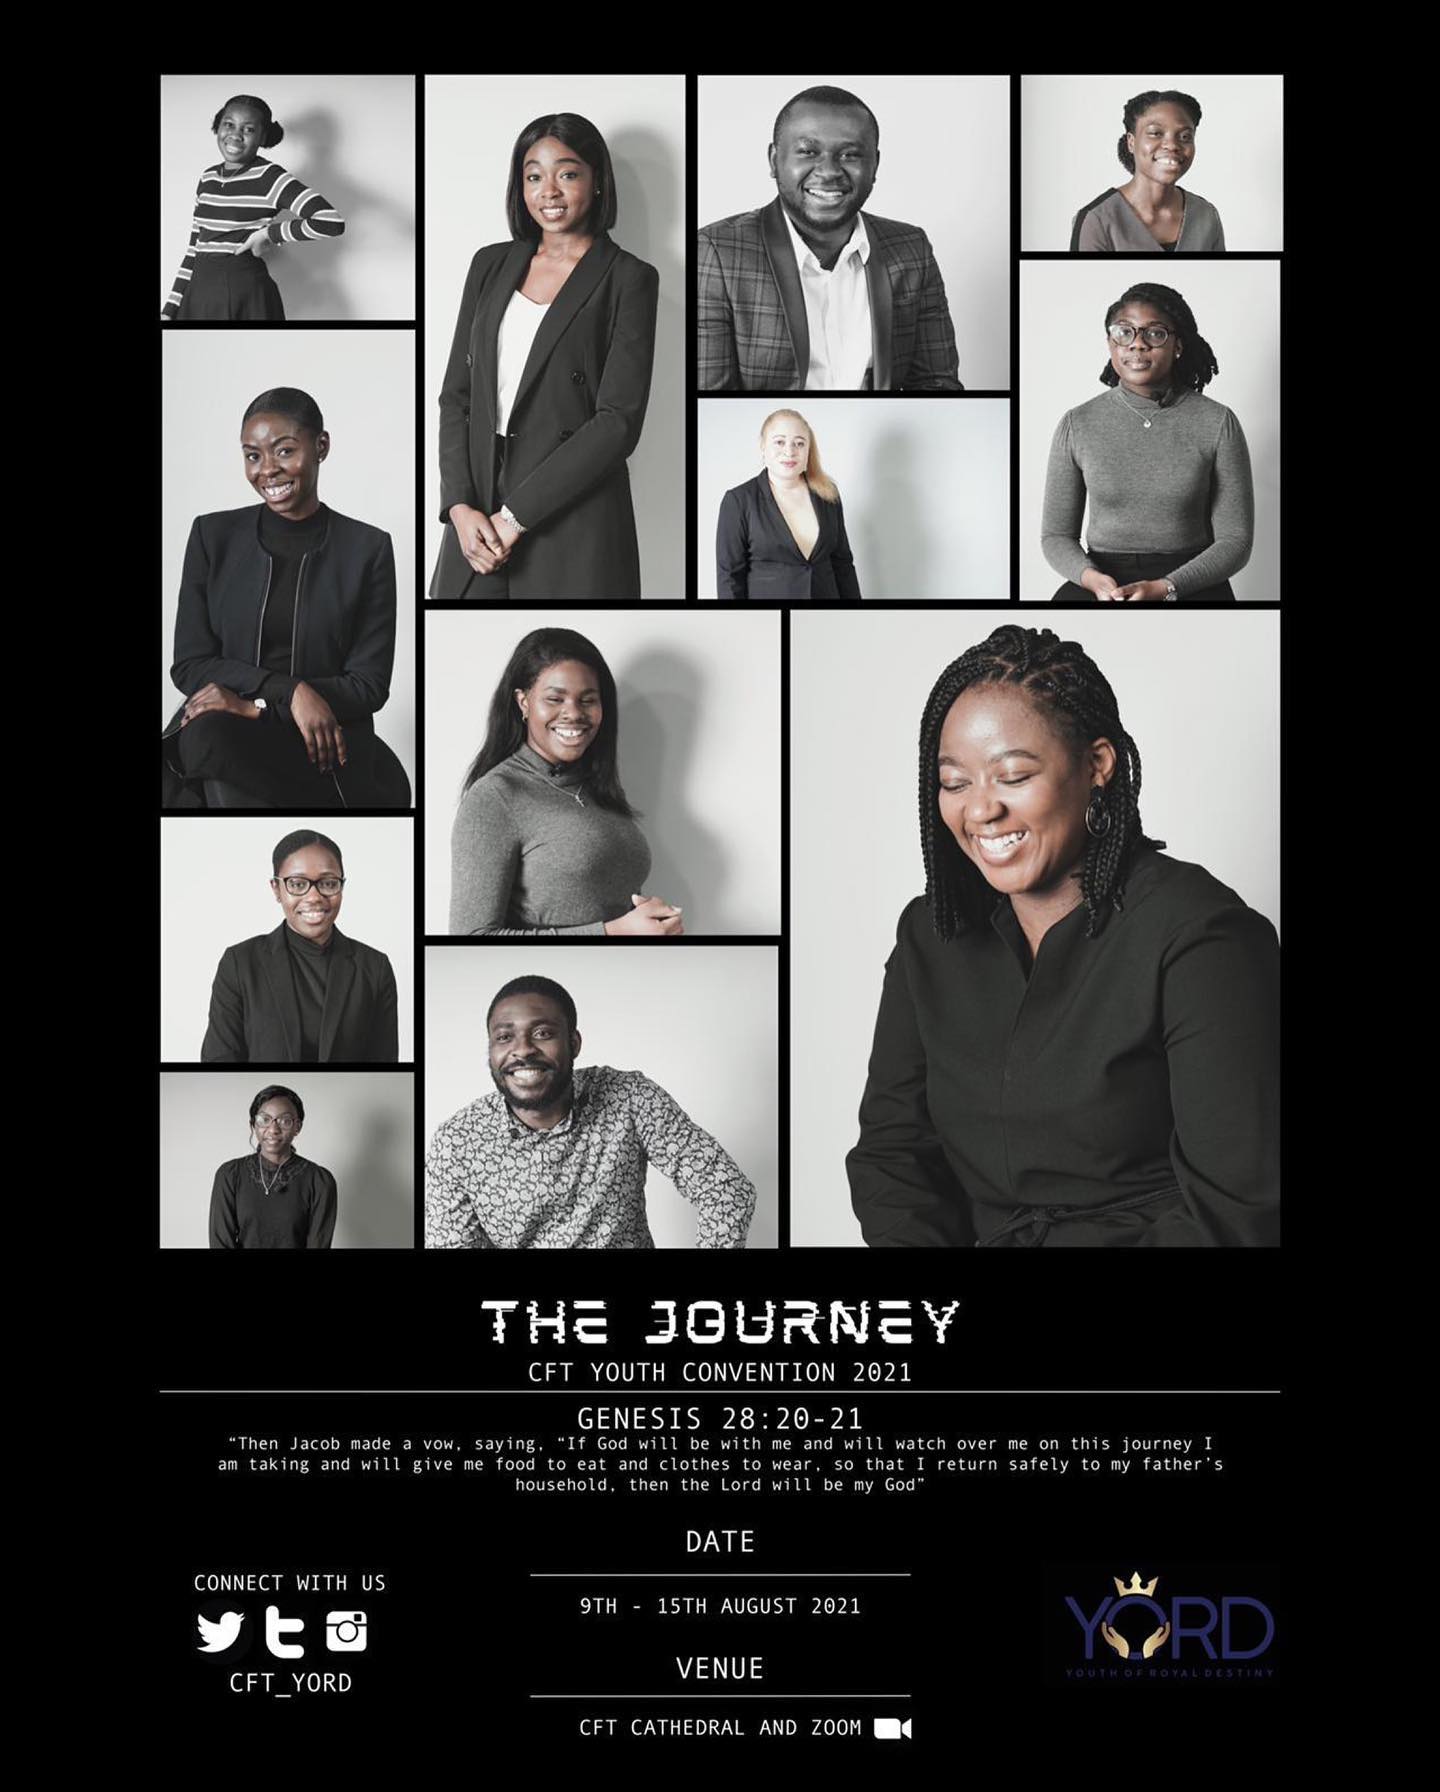 THE JOURNEY
CFT YOUTH CONVENTION 2021
GENESIS 28:20-21
“Then Jacob made a vow, saying, “If God will be with me and will watch over me on this journey I
am taking and will give me food to eat and clothes to wear, so that I return safely to my father’s
household, then the Lord will be my God”
DATE
9TH - 15TH AUGUST 2021
VENUE
CFT CATHEDRAL AND ZOOM
CONNECT WITH US
CFT_YORD
YORD
YOUTH OF ROYAL DESTINY